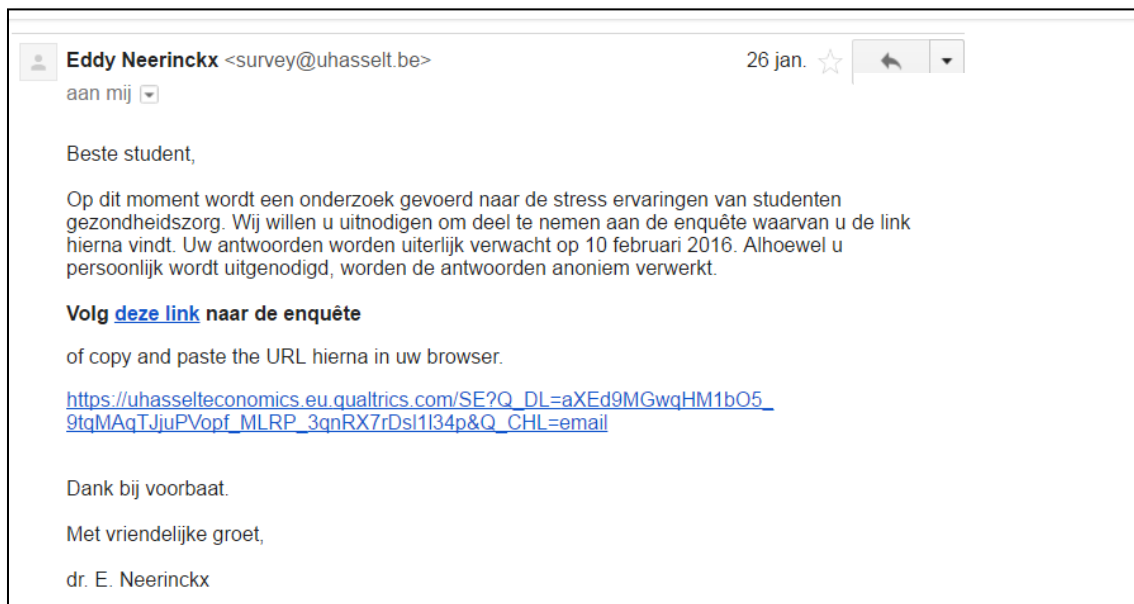 Eddy Neerinckx <survey@uhasselt.be> 26 jan.
aan mij
Beste student,
Op dit moment wordt een onderzoek gevoerd naar de stress ervaringen van studenten
gezondheidszorg. Wij willen u uitnodigen om deel te nemen aan de enquête waarvan u de link
hierna vindt. Uw antwoorden worden uiterlijk verwacht op 10 februari 2016. Alhoewel u
persoonlijk wordt uitgenodigd, worden de antwoorden anoniem verwerkt.
Volg deze link naar de enquête
of copy and paste the URL hierna in uw browser.
https://uhasselteconomics.eu.qualtrics.com/SE?Q_DL=aXEd9MGwqHM1bO5_
9tqMAqTJjuPVopf_MLRP_3qnRX7rDsl1I34p&Q_CHL=email
Dank bij voorbaat.
Met vriendelijke groet,
dr. E. Neerinckx